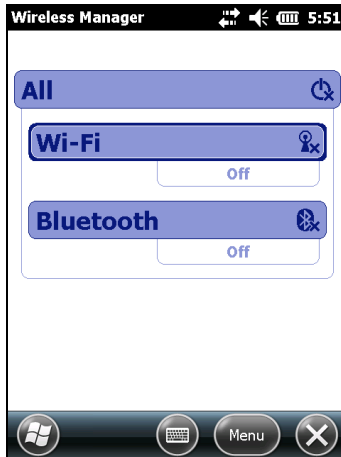 Wireless Manager 5:51
All
Wi-Fi
Off
Bluetooth
Off
Menu